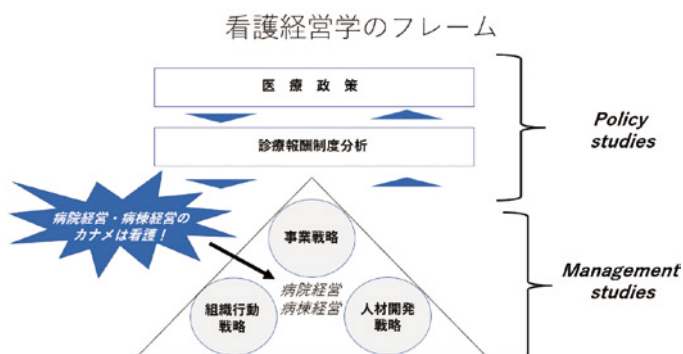 看護経営学のフレーム
医 療 政 策
診療報酬制度分析
Policy
studies
病院経営・病棟経営の
カナメは看護！
事業戦略
Management
studies
病院経営
病棟経営
組織行動
戦略
人材開発
戦略